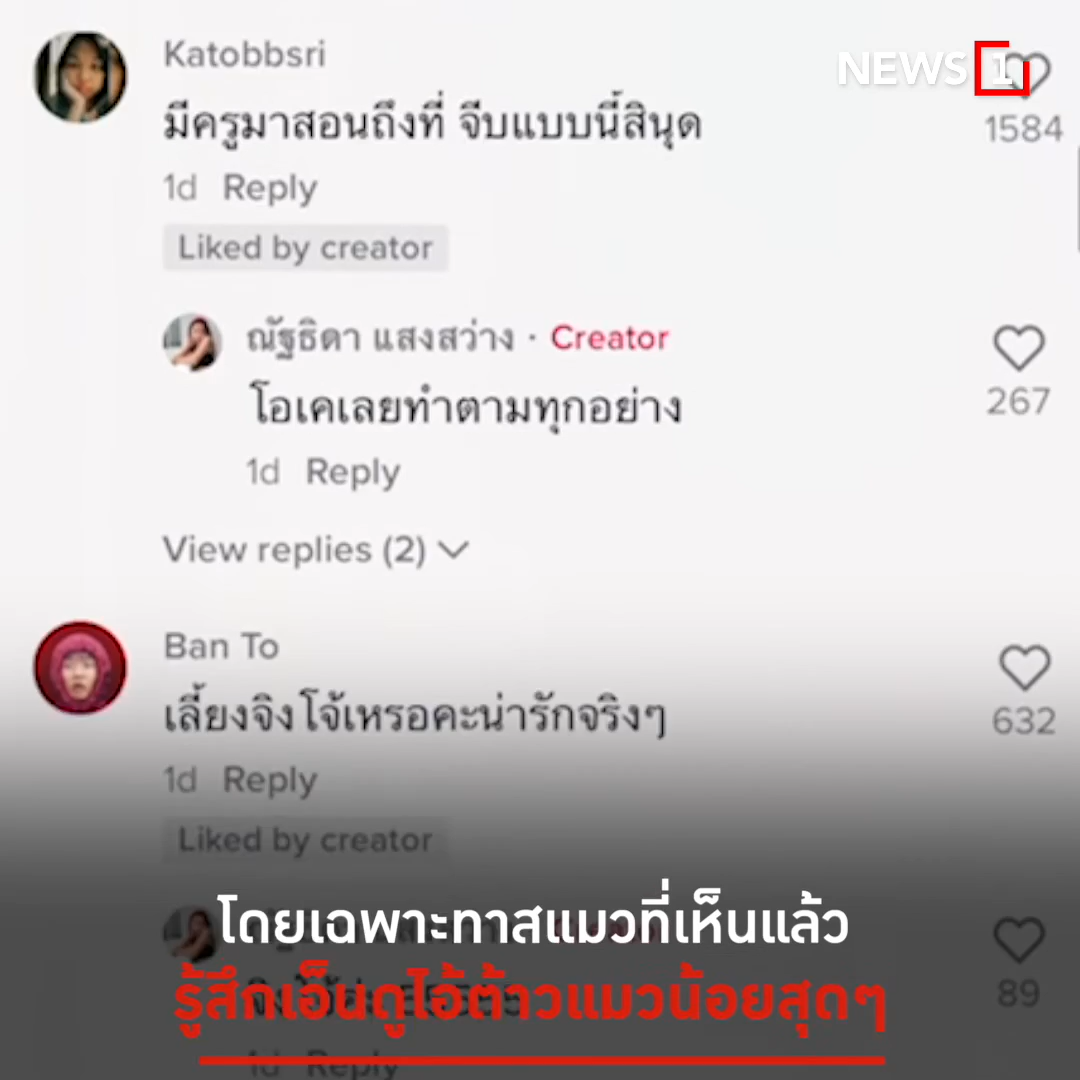 Katobbsri
NEWS 1
มีครูมาสอนถึงที่ จีบแบบนี้สินุด
1584
1d Reply
Liked by creator
ณัฐธิดา แสงสว่าง · Creator
โอเคเลยทำตามทุกอย่าง
267
1d Reply
View replies (2)
Ban To
เลี้ยงจิงโจ้เหรอคะน่ารักจริงๆ
632
1d Reply
Liked by creator
โดยเฉพาะทาสแมวที่เห็นแล้ว
รู้สึกเอ็นดูไอ้ต้าวแมวน้อยสุดๆ
89
1d Reply